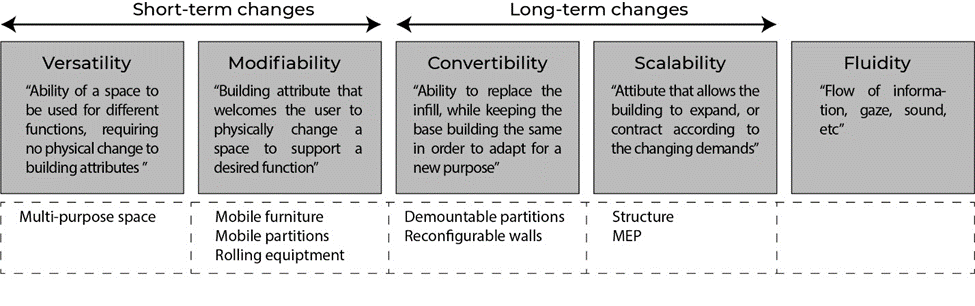 Short-term changes
Long-term changes
Versatility
“Ability of a space to
be used for different
functions, requiring
no physical change to
building attributes ”
Modifiability
“Building attribute that
welcomes the user to
physically change a
space to support a
desired function”
Convertibility
“Ability to replace the
infill, while keeping the
base building the same
in order to adapt for a
new purpose”
Scalability
“Attibute that allows the
building to expand, or
contract according to
the changing demands”
Fluidity
“Flow of informa-
tion, gaze, sound,
etc”
Multi-purpose space
Mobile furniture
Mobile partitions
Rolling equiptment
Demountable partitions
Reconfigurable walls
Structure
MEP